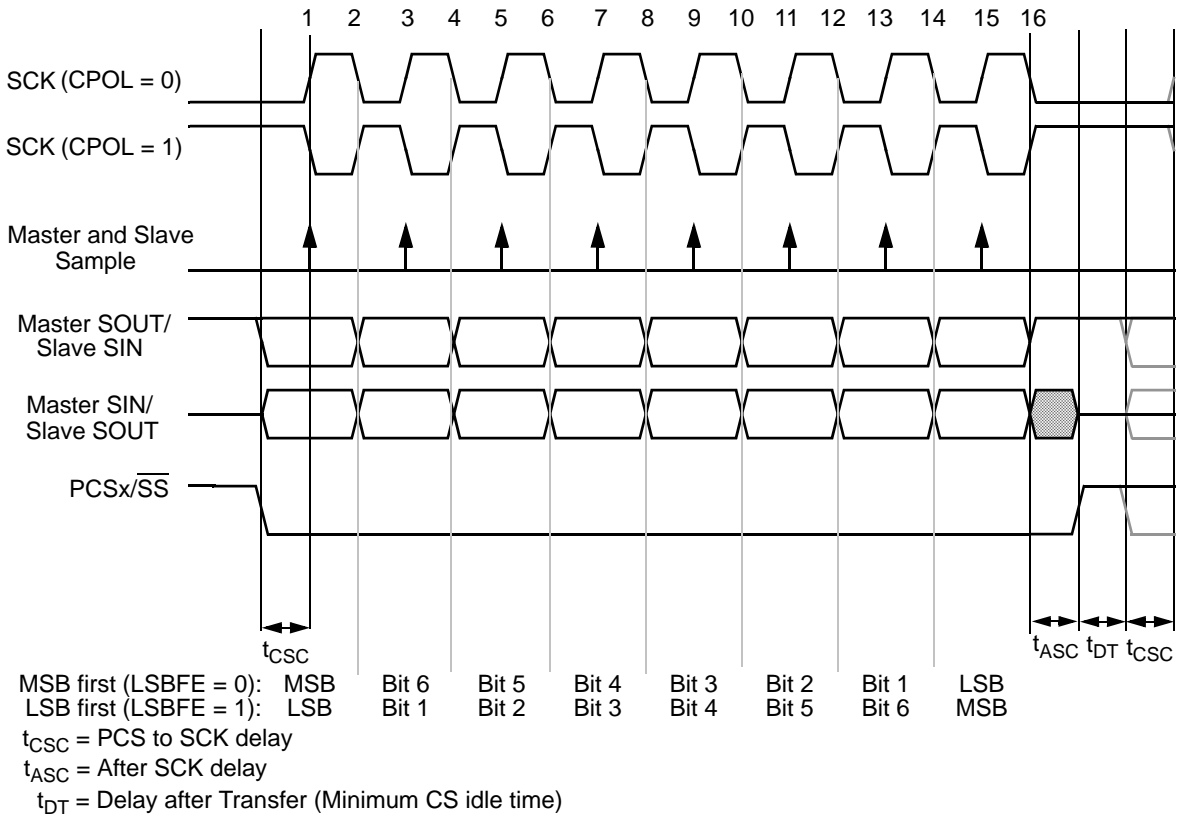 1 2 3 4 5 6 7 8 9 10 11 12 13 14 15 16
SCK (CPOL = 0)
SCK (CPOL = 1)
Master and Slave
Sample
Master SOUT/
Slave SIN
Master SIN/
Slave SOUT
PCSx/SS
tCSC
tASC tDT tCSC
MSB first (LSBFE = 0): MSB Bit 6 Bit 5 Bit 4 Bit 3 Bit 2 Bit 1 LSB
LSB first (LSBFE = 1): LSB Bit 1 Bit 2 Bit 3 Bit 4 Bit 5 Bit 6 MSB
tCSC = PCS to SCK delay
tASC = After SCK delay
tDT = Delay after Transfer (Minimum CS idle time)